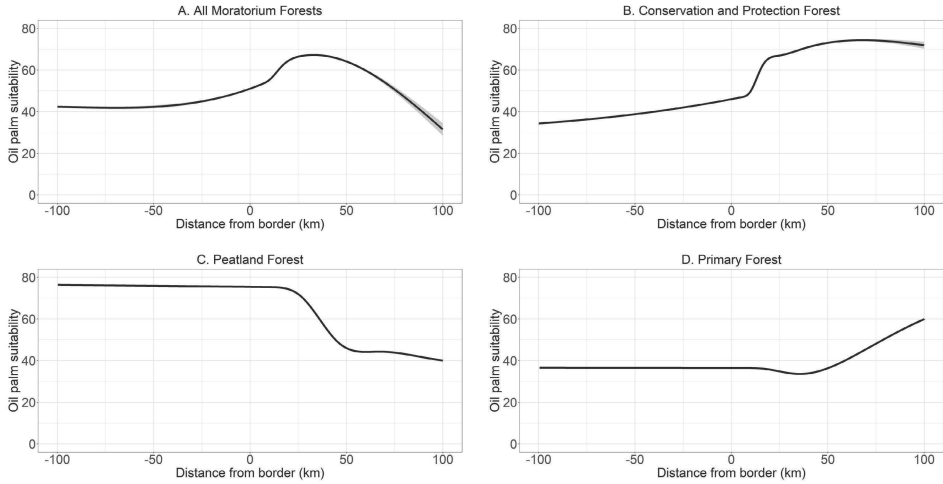 A. All Moratorium Forests
Oil palm suitability
80
60
40
20
0
-100 -50 0 50 100
Distance from border (km)
B. Conservation and Protection Forest
Oil palm suitability
80
60
40
20
0
-100 -50 0 50 100
Distance from border (km)
C. Peatland Forest
Oil palm suitability
80
60
40
20
0
-100 -50 0 50 100
Distance from border (km)
D. Primary Forest
Oil palm suitability
80
60
40
20
0
-100 -50 0 50 100
Distance from border (km)